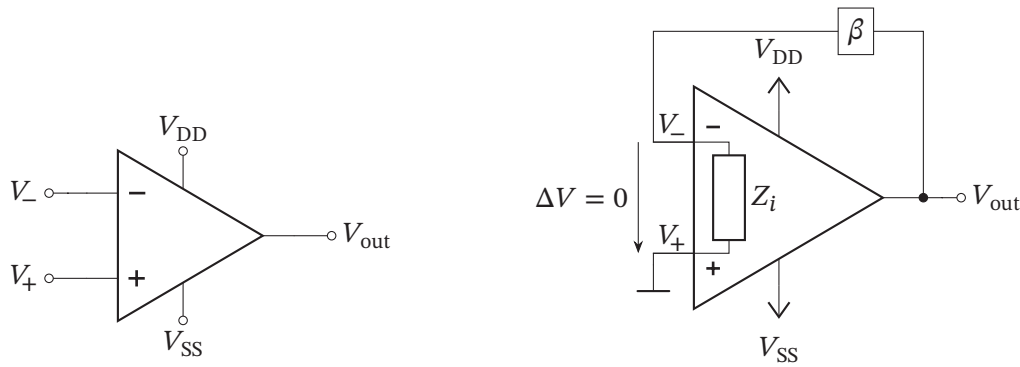 V_DD
V_−
−
V_+
+
V_out
V_SS
β
V_DD
V_−
−
ΔV = 0
Z_i
V_out
V_+
+
V_SS